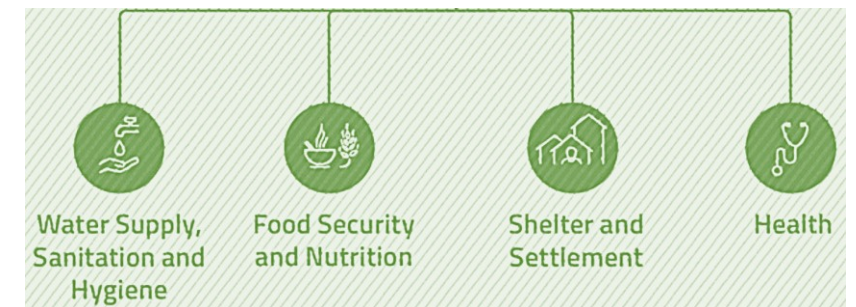 Water Supply,
Sanitation and
Hygiene
Food Security
and Nutrition
Shelter and
Settlement
Health